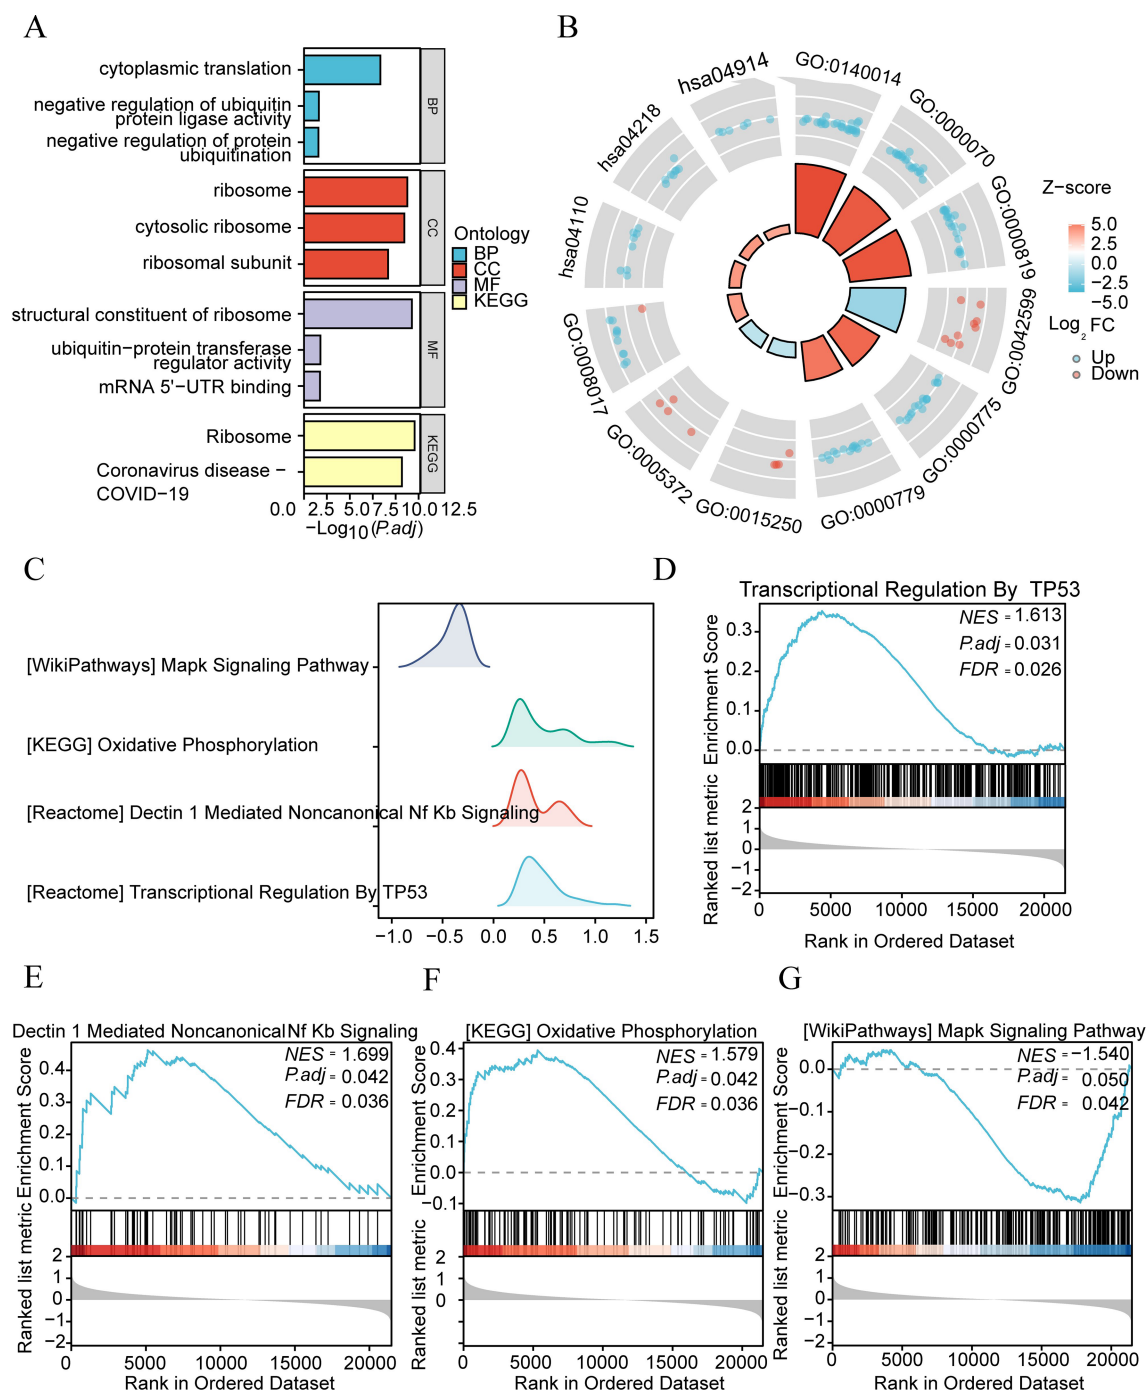 A
cytoplasmic translation
negative regulation of ubiquitin
protein ligase activity
negative regulation of protein
ubiquitination
BP
ribosome
cytosolic ribosome
ribosomal subunit
CC
structural constituent of ribosome
ubiquitin−protein transferase
regulator activity
mRNA 5'−UTR binding
MF
Ribosome
Coronavirus disease −
COVID−19
KEGG
0.0 2.5 5.0 7.5 10.0 12.5
−Log10(P.adj)
Ontology
BP
CC
MF
KEGG
B
GO:0140014
GO:0000070
GO:0000819
GO:0042599
GO:0000775
GO:0000779
GO:0015250
GO:0005372
GO:0008017
hsa04110
hsa04218
hsa04914
Z−score
5.0
2.5
0.0
−2.5
−5.0
Log2 FC
Up
Down
C
[WikiPathways] Mapk Signaling Pathway
[KEGG] Oxidative Phosphorylation
[Reactome] Dectin 1 Mediated Noncanonical Nf Kb Signaling
[Reactome] Transcriptional Regulation By TP53
−1.0 −0.5 0.0 0.5 1.0 1.5
D
Transcriptional Regulation By TP53
NES = 1.613
P.adj = 0.031
FDR = 0.026
Enrichment Score
0.3
0.2
0.1
0.0
Ranked list metric
2
1
0
−1
−2
0 5000 10000 15000 20000
Rank in Ordered Dataset
E
Dectin 1 Mediated Noncanonical Nf Kb Signaling
NES = 1.699
P.adj = 0.042
FDR = 0.036
Enrichment Score
0.4
0.3
0.2
0.1
0.0
Ranked list metric
2
1
0
−1
−2
0 5000 10000 15000 20000
Rank in Ordered Dataset
F
[KEGG] Oxidative Phosphorylation
NES = 1.579
P.adj = 0.042
FDR = 0.036
Enrichment Score
0.4
0.3
0.2
0.1
0.0
−0.1
Ranked list metric
2
1
0
0 5000 10000 15000 20000
Rank in Ordered Dataset
G
[WikiPathways] Mapk Signaling Pathway
NES = −1.540
P.adj = 0.050
FDR = 0.042
Enrichment Score
0.0
−0.1
−0.2
−0.3
Ranked list metric
2
1
0
−1
−2
0 5000 10000 15000 20000
Rank in Ordered Dataset